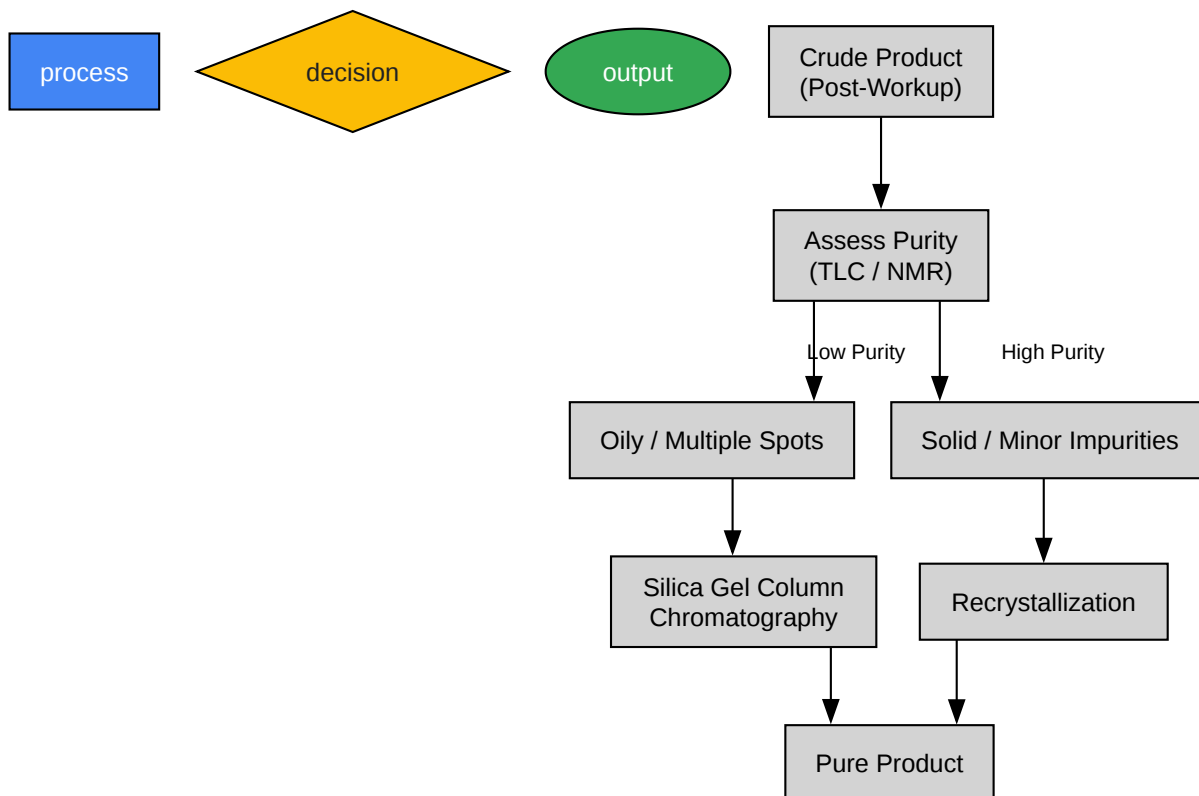 process
decision
output
Crude Product
(Post-Workup)
Assess Purity
(TLC / NMR)
Low Purity
High Purity
Oily / Multiple Spots
Solid / Minor Impurities
Silica Gel Column
Chromatography
Recrystallization
Pure Product